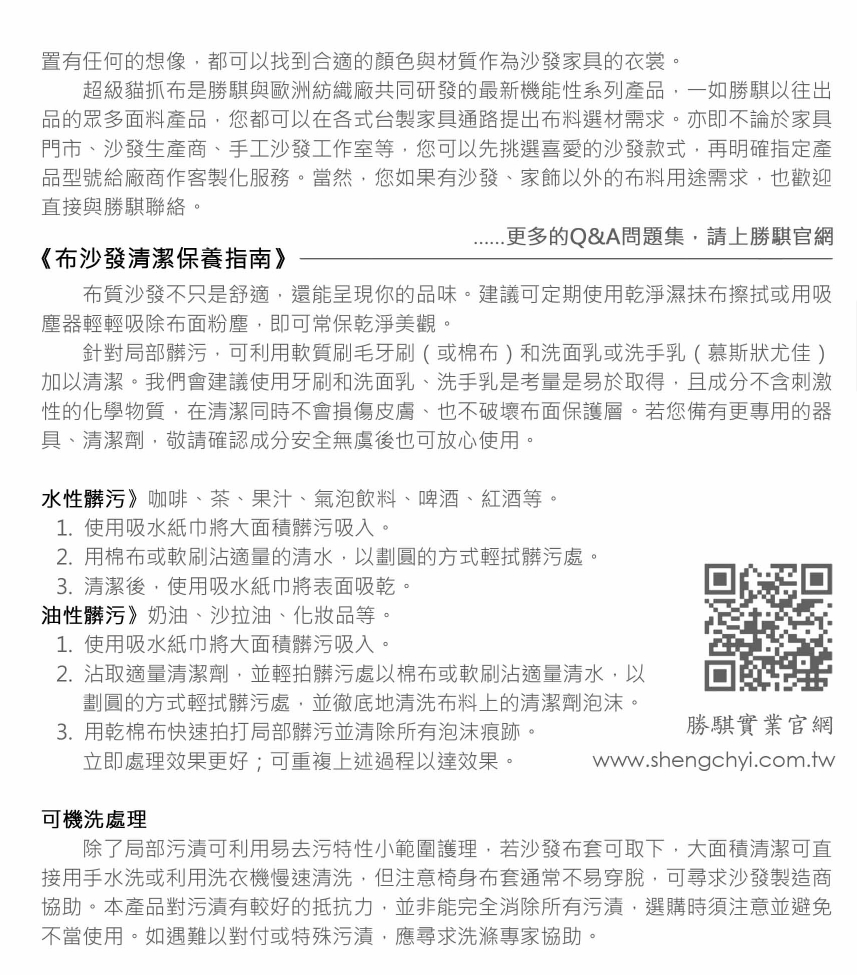 置有任何的想像，都可以找到合適的顏色與材質作為沙發家具的衣裳。
超級貓抓布是勝騏與歐洲紡織廠共同研發的最新機能性系列產品，一如勝騏以往出
品的眾多面料產品，您都可以在各式台製家具通路提出布料選材需求。亦即不論於家具
門市、沙發生產商、手工沙發工作室等，您可以先挑選喜愛的沙發款式，再明確指定產
品型號給廠商作客製化服務。當然，您如果有沙發、家飾以外的布料用途需求，也歡迎
直接與勝騏聯絡。
......更多的Q&A問題集，請上勝騏官網
《布沙發清潔保養指南》
布質沙發不只是舒適，還能呈現你的品味。建議可定期使用乾淨濕抹布擦拭或用吸
塵器輕輕吸除布面粉塵，即可常保乾淨美觀。
針對局部髒污，可利用軟質刷毛牙刷（或棉布）和洗面乳或洗手乳（慕斯狀尤佳）
加以清潔。我們會建議使用牙刷和洗面乳、洗手乳是考量是易於取得，且成分不含刺激
性的化學物質，在清潔同時不會損傷皮膚、也不破壞布面保護層。若您備有更專用的器
具、清潔劑，敬請確認成分安全無虞後也可放心使用。
水性髒污》咖啡、茶、果汁、氣泡飲料、啤酒、紅酒等。
1. 使用吸水紙巾將大面積髒污吸入。
2. 用棉布或軟刷沾適量的清水，以劃圓的方式輕拭髒污處。
3. 清潔後，使用吸水紙巾將表面吸乾。
油性髒污》奶油、沙拉油、化妝品等。
1. 使用吸水紙巾將大面積髒污吸入。
2. 沾取適量清潔劑，並輕拍髒污處以棉布或軟刷沾適量清水，以
劃圓的方式輕拭髒污處，並徹底地清洗布料上的清潔劑泡沫。
3. 用乾棉布快速拍打局部髒污並清除所有泡沫痕跡。
立即處理效果更好；可重複上述過程以達效果。
勝騏實業官網
www.shengchyi.com.tw
可機洗處理
除了局部污漬可利用易去污特性小範圍護理，若沙發布套可取下，大面積清潔可直
接用手水洗或利用洗衣機慢速清洗，但注意椅身布套通常不易穿脫，可尋求沙發製造商
協助。本產品對污漬有較好的抵抗力，並非能完全消除所有污漬，選購時須注意並避免
不當使用。如遇難以對付或特殊污漬，應尋求洗滌專家協助。